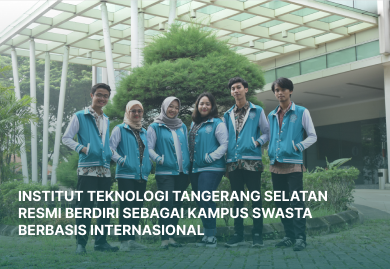 INSTITUT TEKNOLOGI TANGERANG SELATAN
RESMI BERDIRI SEBAGAI KAMPUS SWASTA
BERBASIS INTERNASIONAL